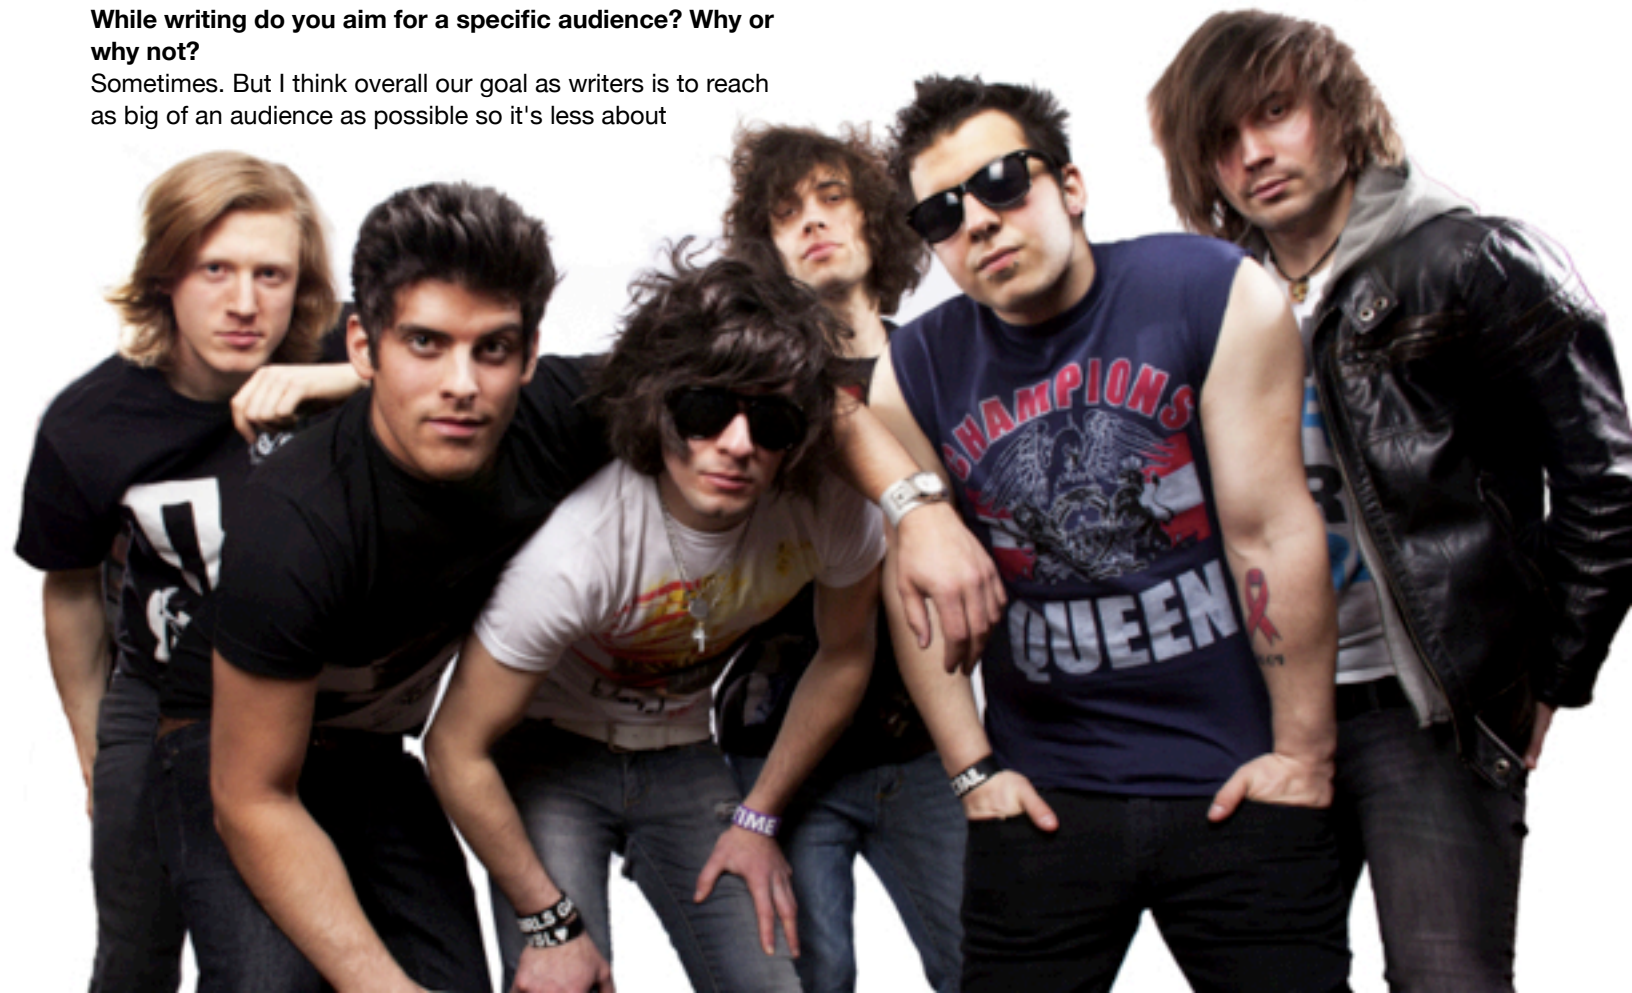 While writing do you aim for a specific audience? Why or
why not?
Sometimes. But I think overall our goal as writers is to reach
as big of an audience as possible so it's less about
CHAMPIONS
QUEEN
TIME